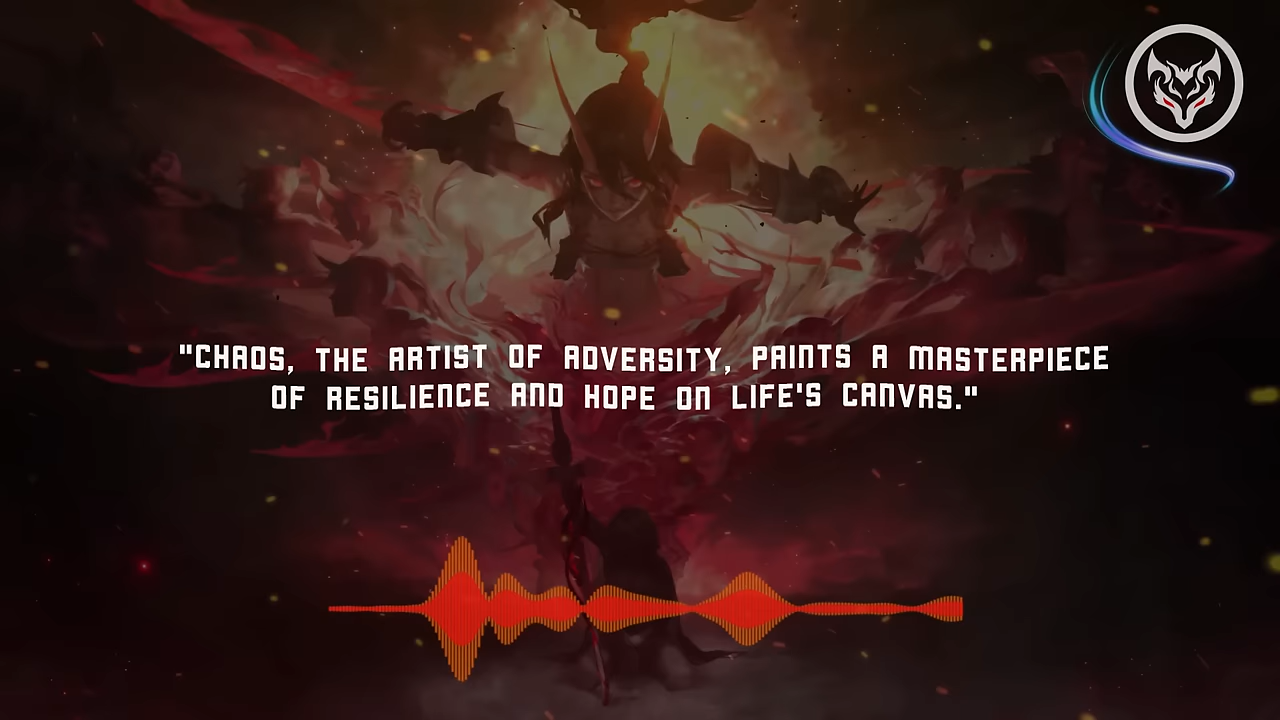 "CHAOS, THE ARTIST OF ADVERSITY, PAINTS A MASTERPIECE
OF RESILIENCE AND HOPE ON LIFE'S CANVAS."